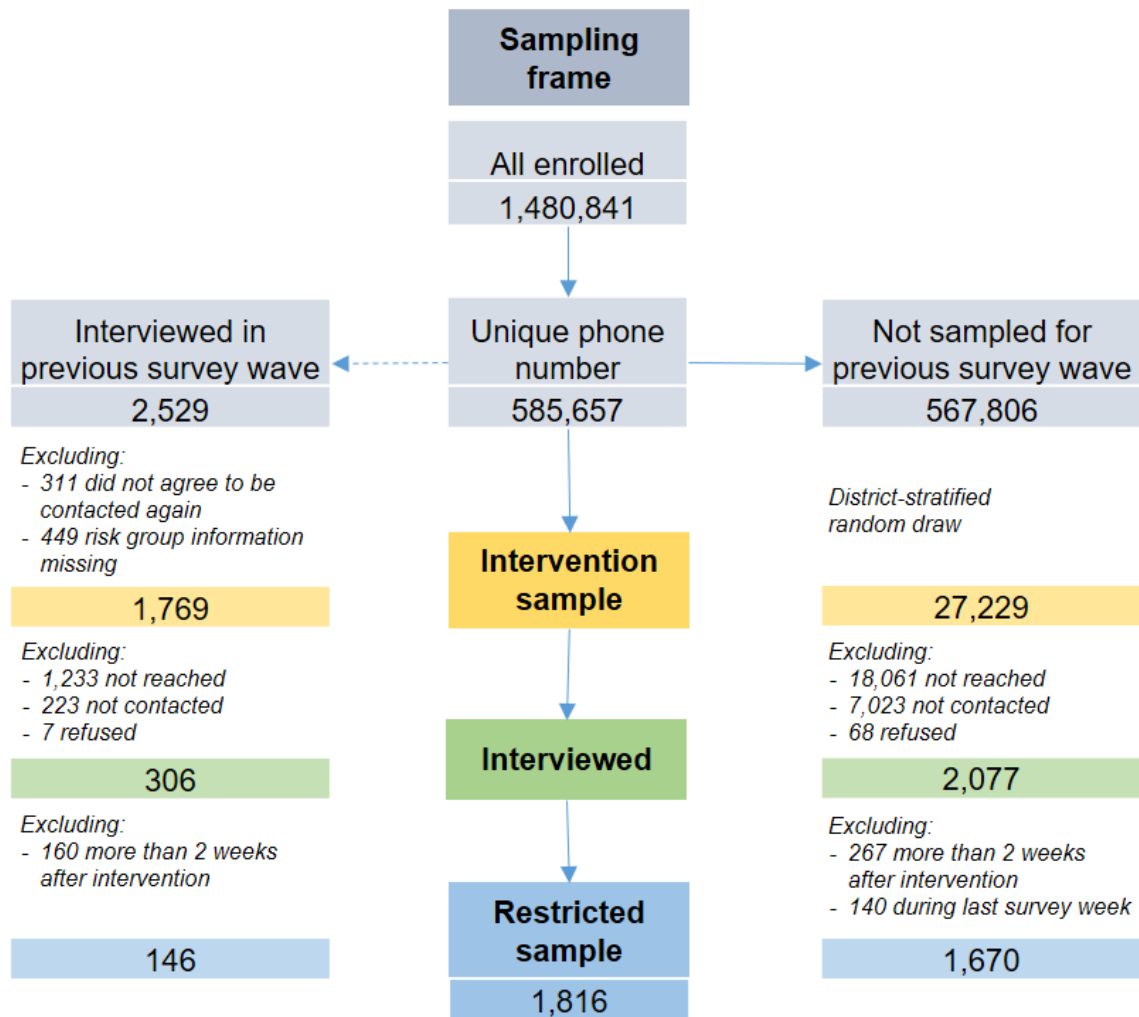 Sampling
frame
All enrolled
1,480,841
Interviewed in
previous survey wave
2,529
Unique phone
number
585,657
Not sampled for
previous survey wave
567,806
Excluding:
- 311 did not agree to be
contacted again
- 449 risk group information
missing
District-stratified
random draw
Intervention
sample
1,769
27,229
Excluding:
- 1,233 not reached
- 223 not contacted
- 7 refused
Excluding:
- 18,061 not reached
- 7,023 not contacted
- 68 refused
Interviewed
306
2,077
Excluding:
- 160 more than 2 weeks
after intervention
Excluding:
- 267 more than 2 weeks
after intervention
- 140 during last survey week
Restricted
sample
146
1,816
1,670